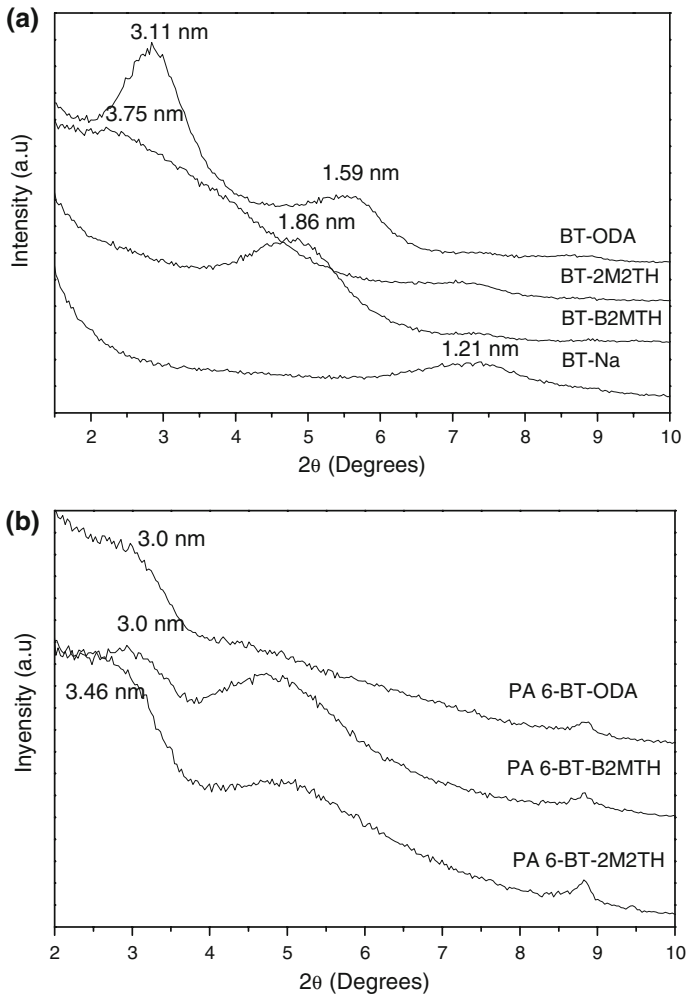 (a)
3.11 nm
3.75 nm
1.59 nm
1.86 nm
BT-ODA
BT-2M2TH
BT-B2MTH
1.21 nm
BT-Na
Intensity (a.u)
2 3 4 5 6 7 8 9 10
2θ (Degrees)
(b)
3.0 nm
3.0 nm
3.46 nm
PA 6-BT-ODA
PA 6-BT-B2MTH
PA 6-BT-2M2TH
Inyensity (a.u)
2 3 4 5 6 7 8 9 10
2θ (Degrees)